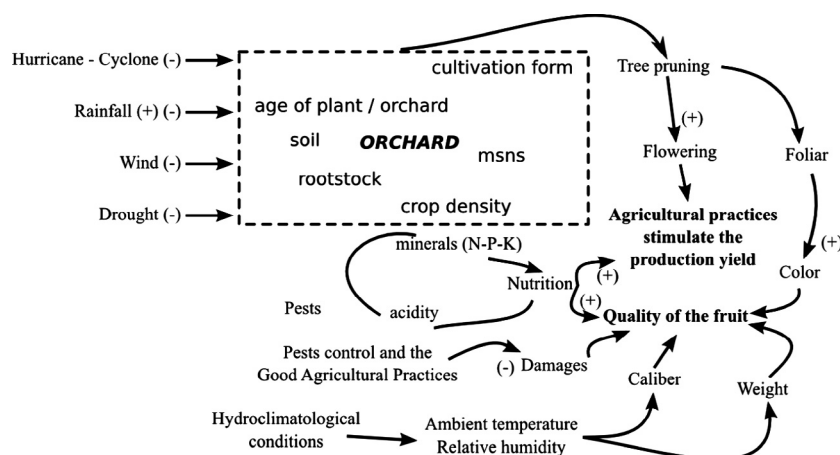 Hurricane - Cyclone (-)
Rainfall (+) (-)
Wind (-)
Drought (-)
cultivation form
age of plant / orchard
soil
ORCHARD
msns
rootstock
crop density
Tree pruning
(+)
Flowering
Foliar
Agricultural practices
stimulate the
production yield
(+)
Color
minerals (N-P-K)
Nutrition
(+)
(+)
Pests
acidity
Quality of the fruit
Pests control and the
Good Agricultural Practices
(-)
Damages
Caliber
Weight
Hydroclimatological
conditions
Ambient temperature
Relative humidity